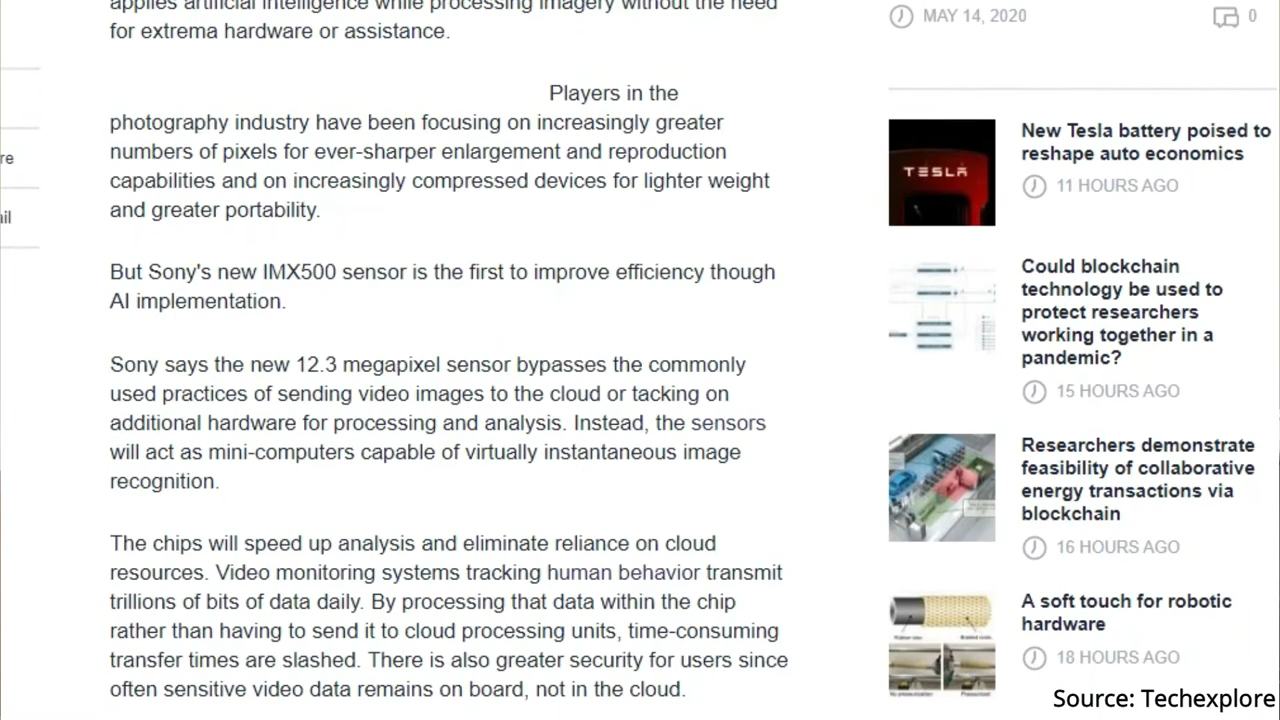 applies artificial intelligence while processing imagery without the need
for extrema hardware or assistance.
Players in the
photography industry have been focusing on increasingly greater
numbers of pixels for ever-sharper enlargement and reproduction
capabilities and on increasingly compressed devices for lighter weight
and greater portability.
But Sony's new IMX500 sensor is the first to improve efficiency though
AI implementation.
Sony says the new 12.3 megapixel sensor bypasses the commonly
used practices of sending video images to the cloud or tacking on
additional hardware for processing and analysis. Instead, the sensors
will act as mini-computers capable of virtually instantaneous image
recognition.
The chips will speed up analysis and eliminate reliance on cloud
resources. Video monitoring systems tracking human behavior transmit
trillions of bits of data daily. By processing that data within the chip
rather than having to send it to cloud processing units, time-consuming
transfer times are slashed. There is also greater security for users since
often sensitive video data remains on board, not in the cloud.
re
ail
MAY 14, 2020
0
TESLA
New Tesla battery poised to
reshape auto economics
11 HOURS AGO
Could blockchain
technology be used to
protect researchers
working together in a
pandemic?
15 HOURS AGO
Researchers demonstrate
feasibility of collaborative
energy transactions via
blockchain
16 HOURS AGO
A soft touch for robotic
hardware
18 HOURS AGO
Source: Techexplore